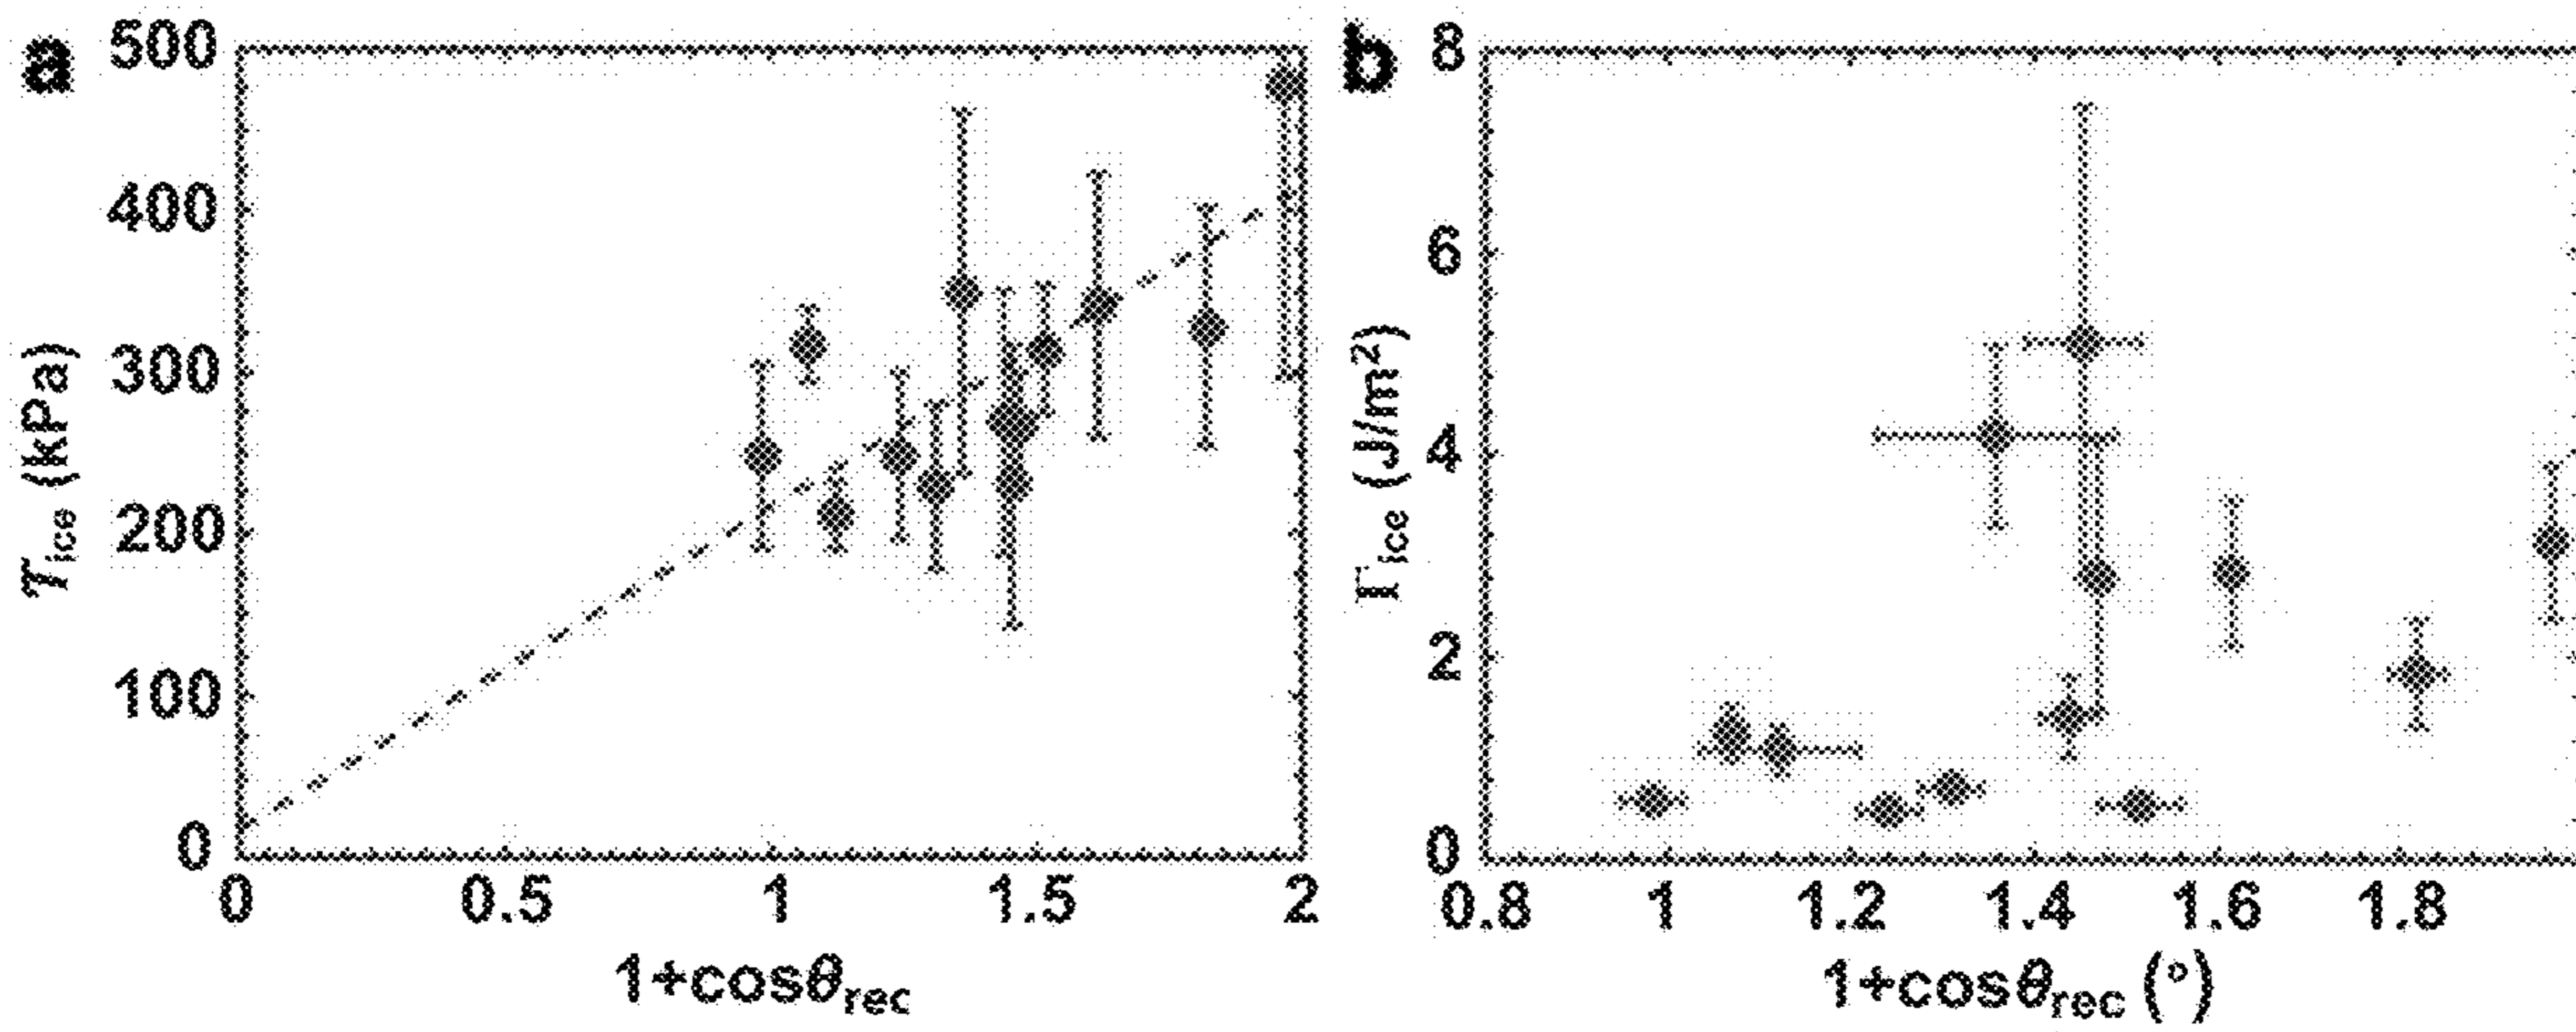 a
500
400
300
200
100
0
τice (kPa)
0 0.5 1 1.5 2
1+cosθrec
b
8
6
4
2
0
Γice (J/m²)
0.8 1 1.2 1.4 1.6 1.8
1+cosθrec (°)